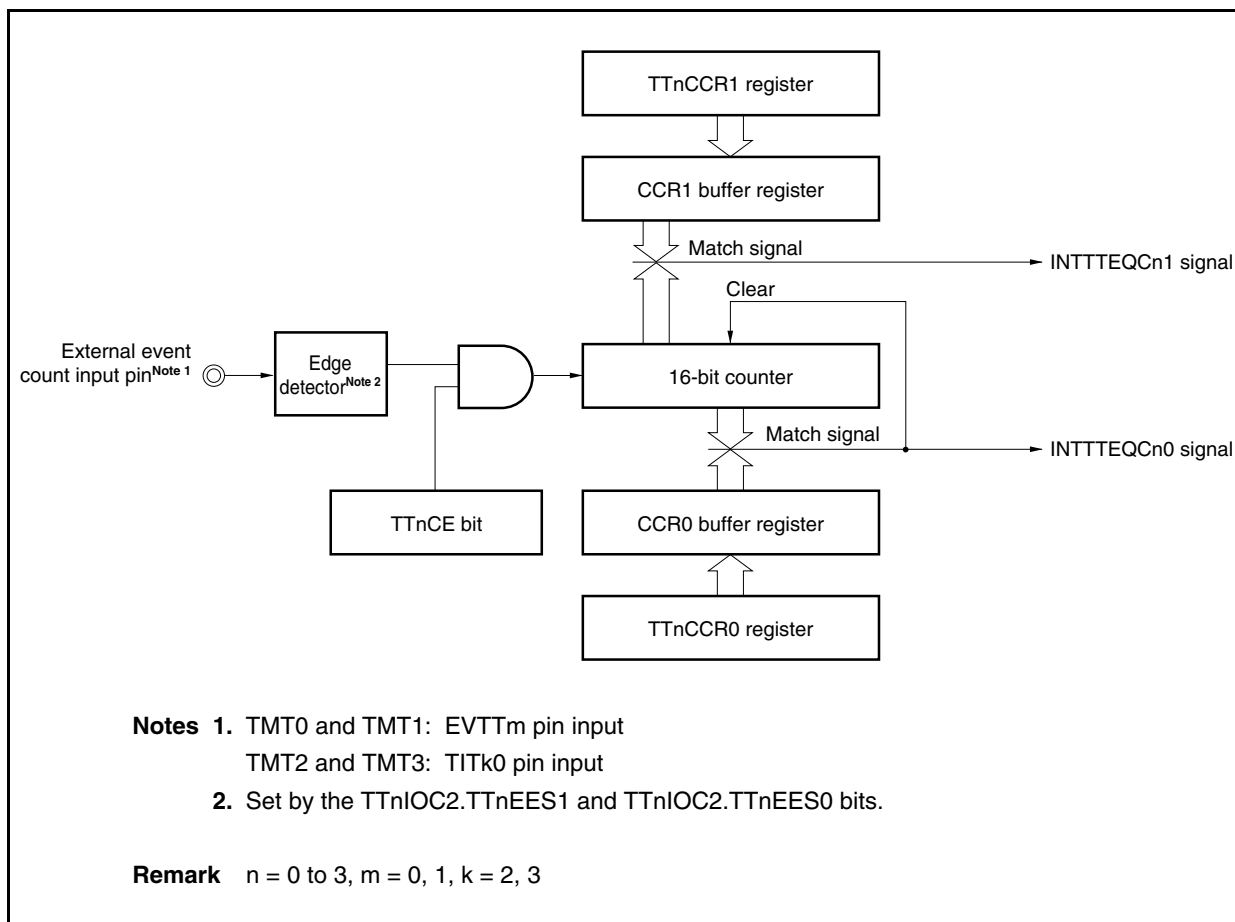 TTnCCR1 register
CCR1 buffer register
Match signal
INTTTEQCn1 signal
Clear
External event
count input pinNote 1
Edge
detectorNote 2
16-bit counter
Match signal
INTTTEQCn0 signal
TTnCE bit
CCR0 buffer register
TTnCCR0 register
Notes 1. TMT0 and TMT1: EVTTm pin input
TMT2 and TMT3: TITk0 pin input
2. Set by the TTnIOC2.TTnEES1 and TTnIOC2.TTnEES0 bits.
Remark n = 0 to 3, m = 0, 1, k = 2, 3